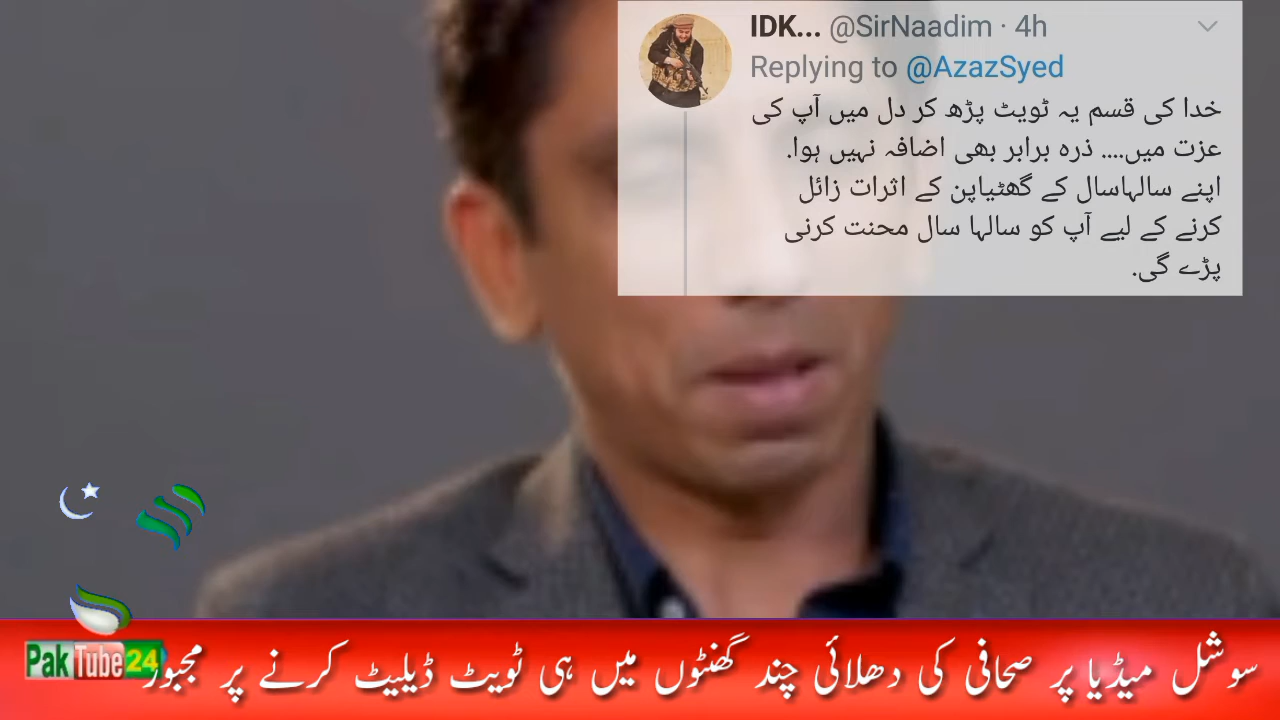 IDK... @SirNaadim · 4h
Replying to @AzazSyed
خدا کی قسم یہ ٹویٹ پڑھ کر دل میں آپ کی
عزت میں.... ذرہ برابر بھی اضافہ نہیں ہوا.
اپنے سالہاسال کے گھٹیاپن کے اثرات زائل
کرنے کے لیے آپ کو سالہا سال محنت کرنی
پڑے گی.
سوشل میڈیا پر صحافی کی دھلائی چند گھنٹوں میں ہی ٹویٹ ڈیلیٹ کرنے پر مجبور
PakTube24